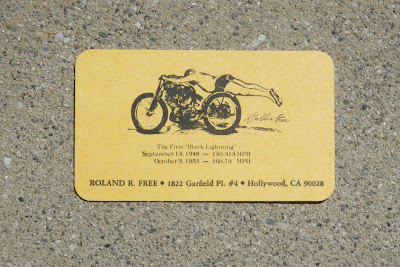 Rollie Free
The First "Black Lightning"
September 13, 1948 — 150.313 MPH
October 9, 1953 — 160.74 MPH
ROLAND R. FREE • 1822 Garfield Pl. #4 • Hollywood, CA 90028